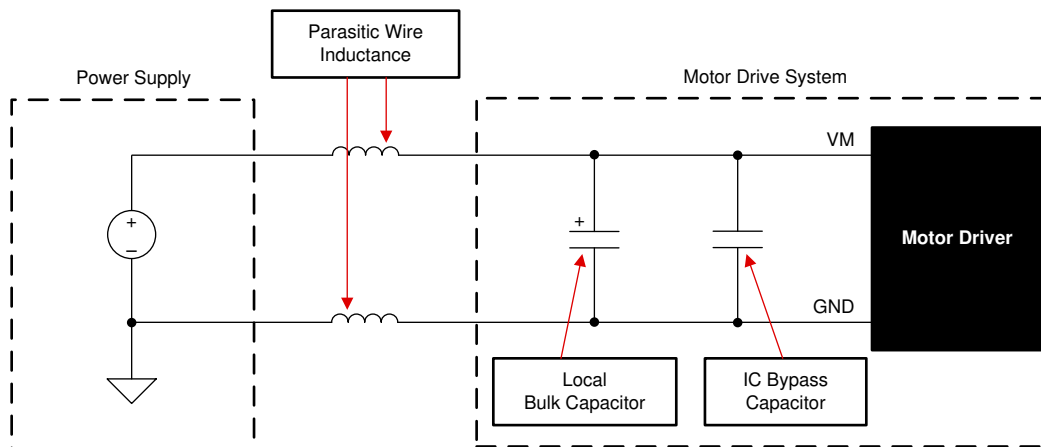 Parasitic Wire
Inductance
Power Supply
Motor Drive System
VM
+
–
+
Motor Driver
GND
Local
Bulk Capacitor
IC Bypass
Capacitor